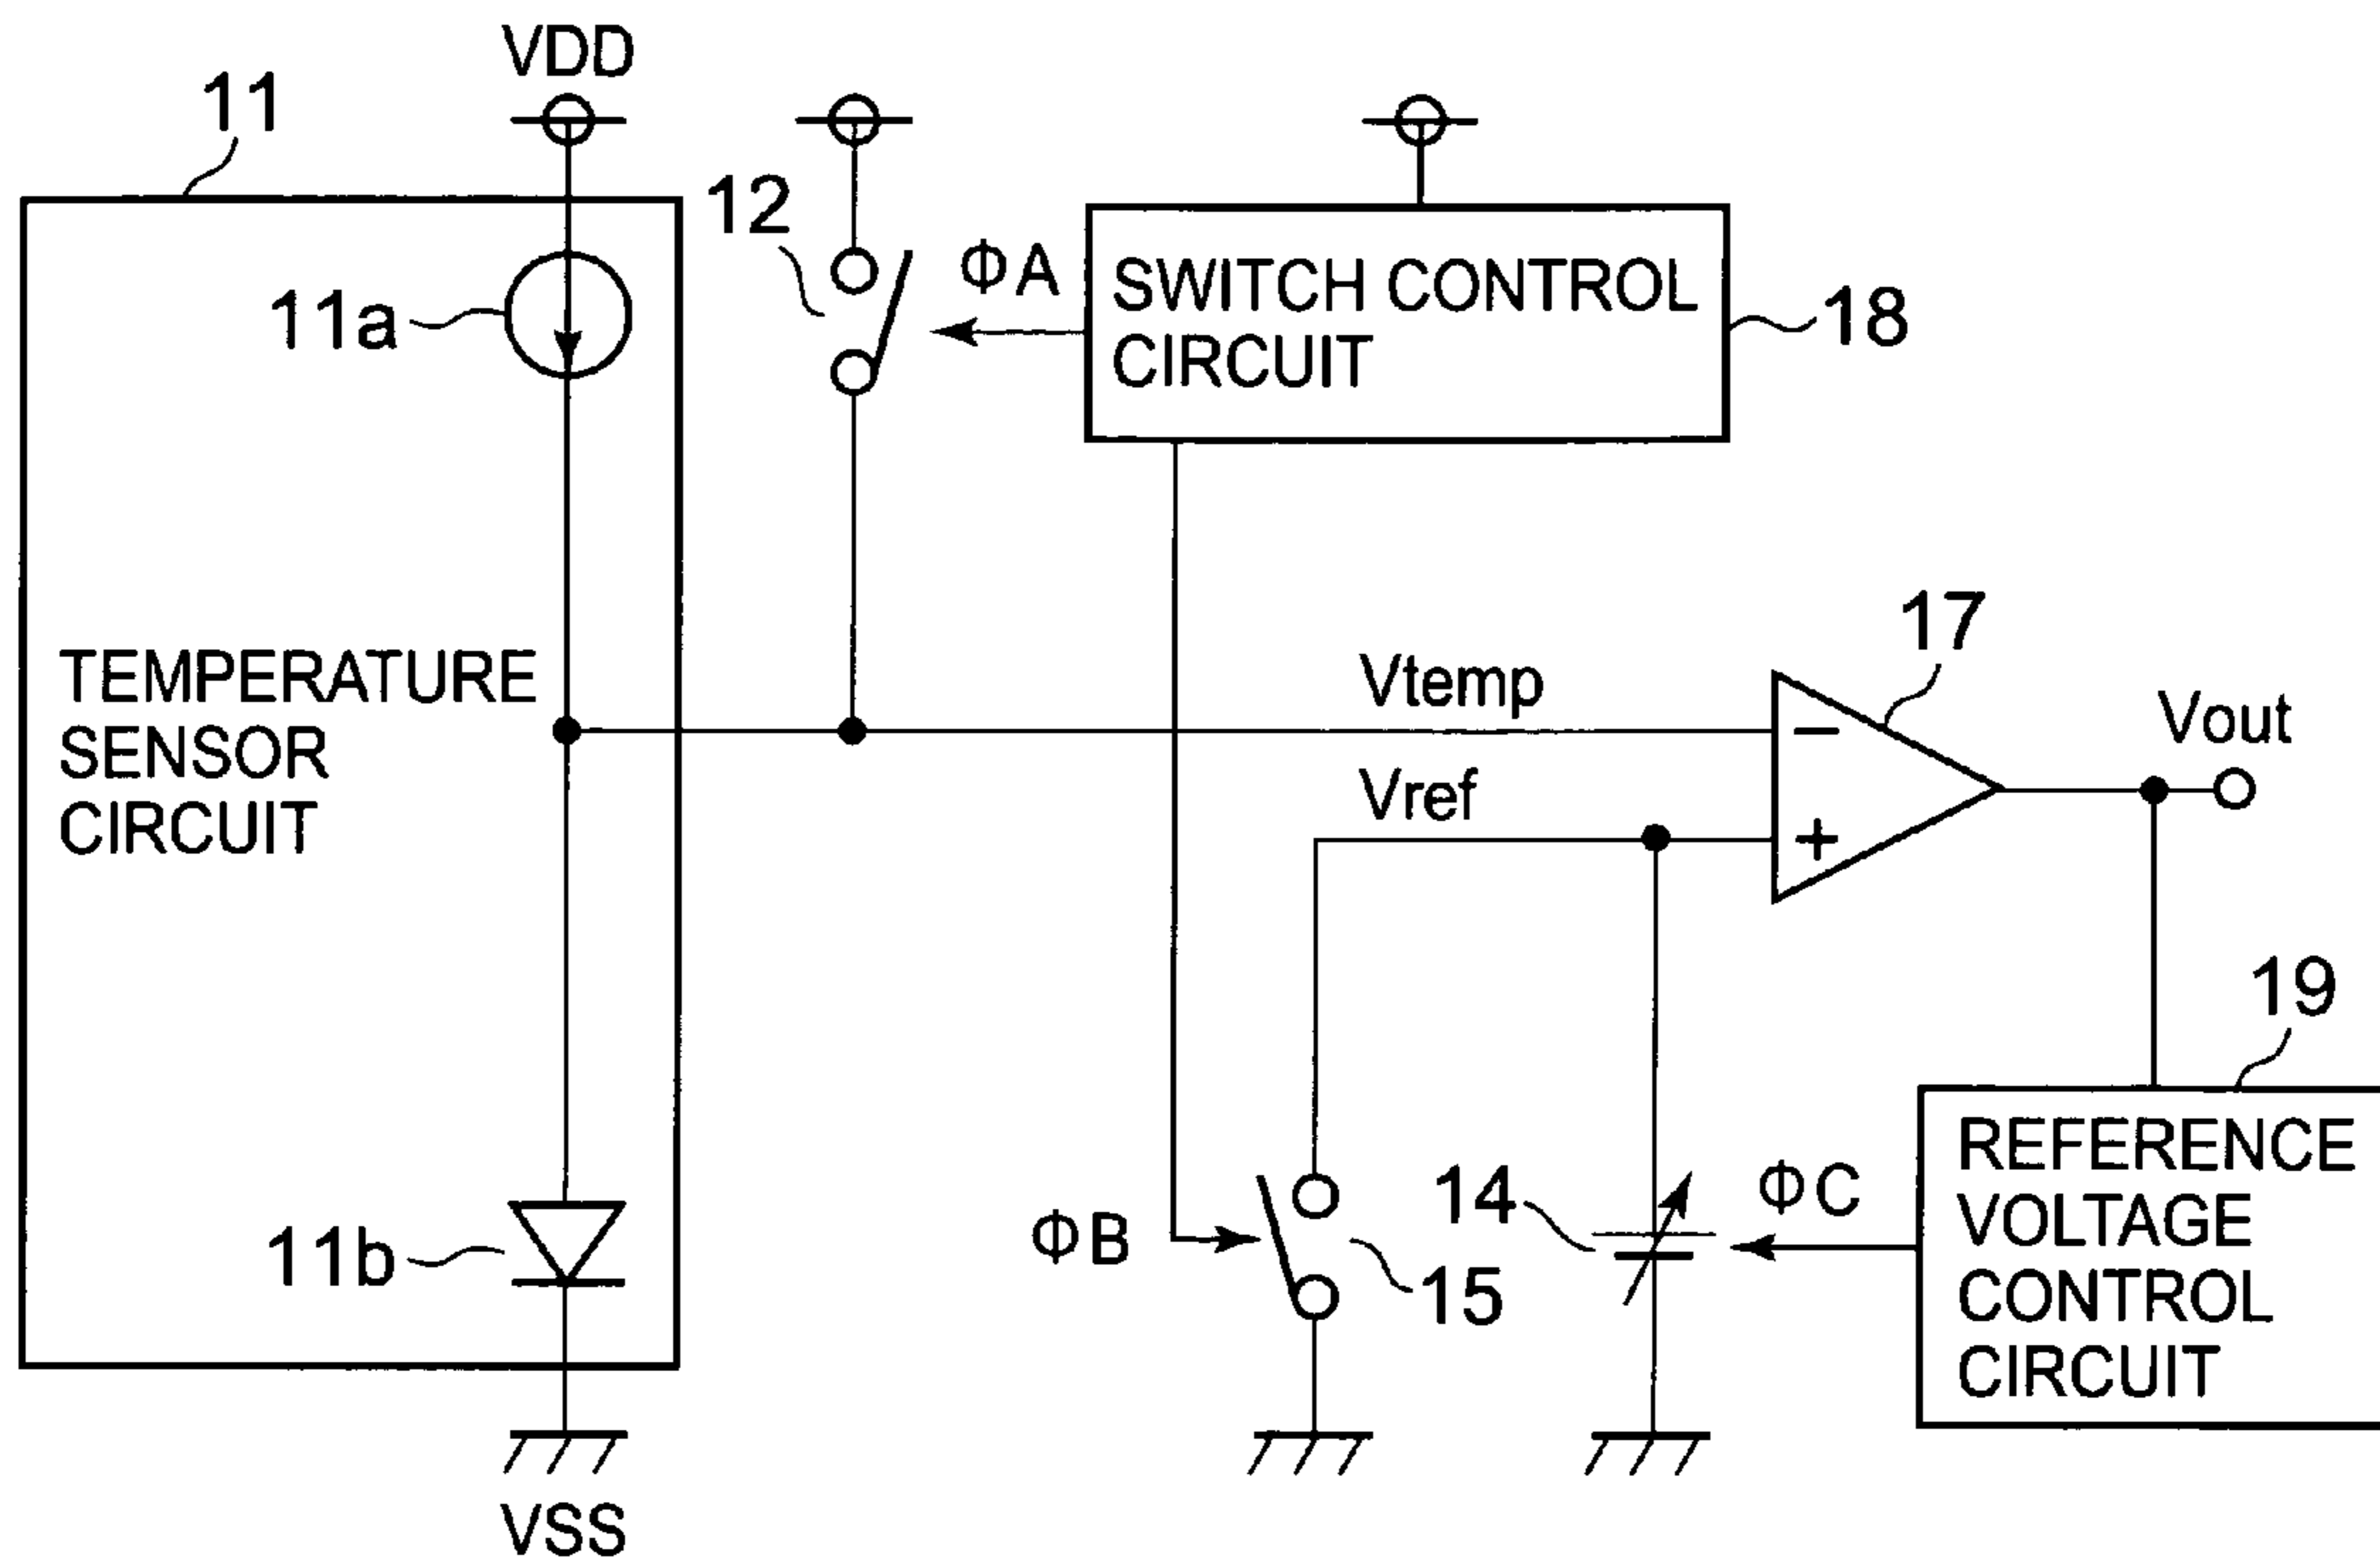 VDD
11
12
11a
ΦA
SWITCH CONTROL
CIRCUIT
18
TEMPERATURE
SENSOR
CIRCUIT
Vtemp
Vref
−
+
17
Vout
19
REFERENCE
VOLTAGE
CONTROL
CIRCUIT
ΦB
15
14
ΦC
11b
VSS